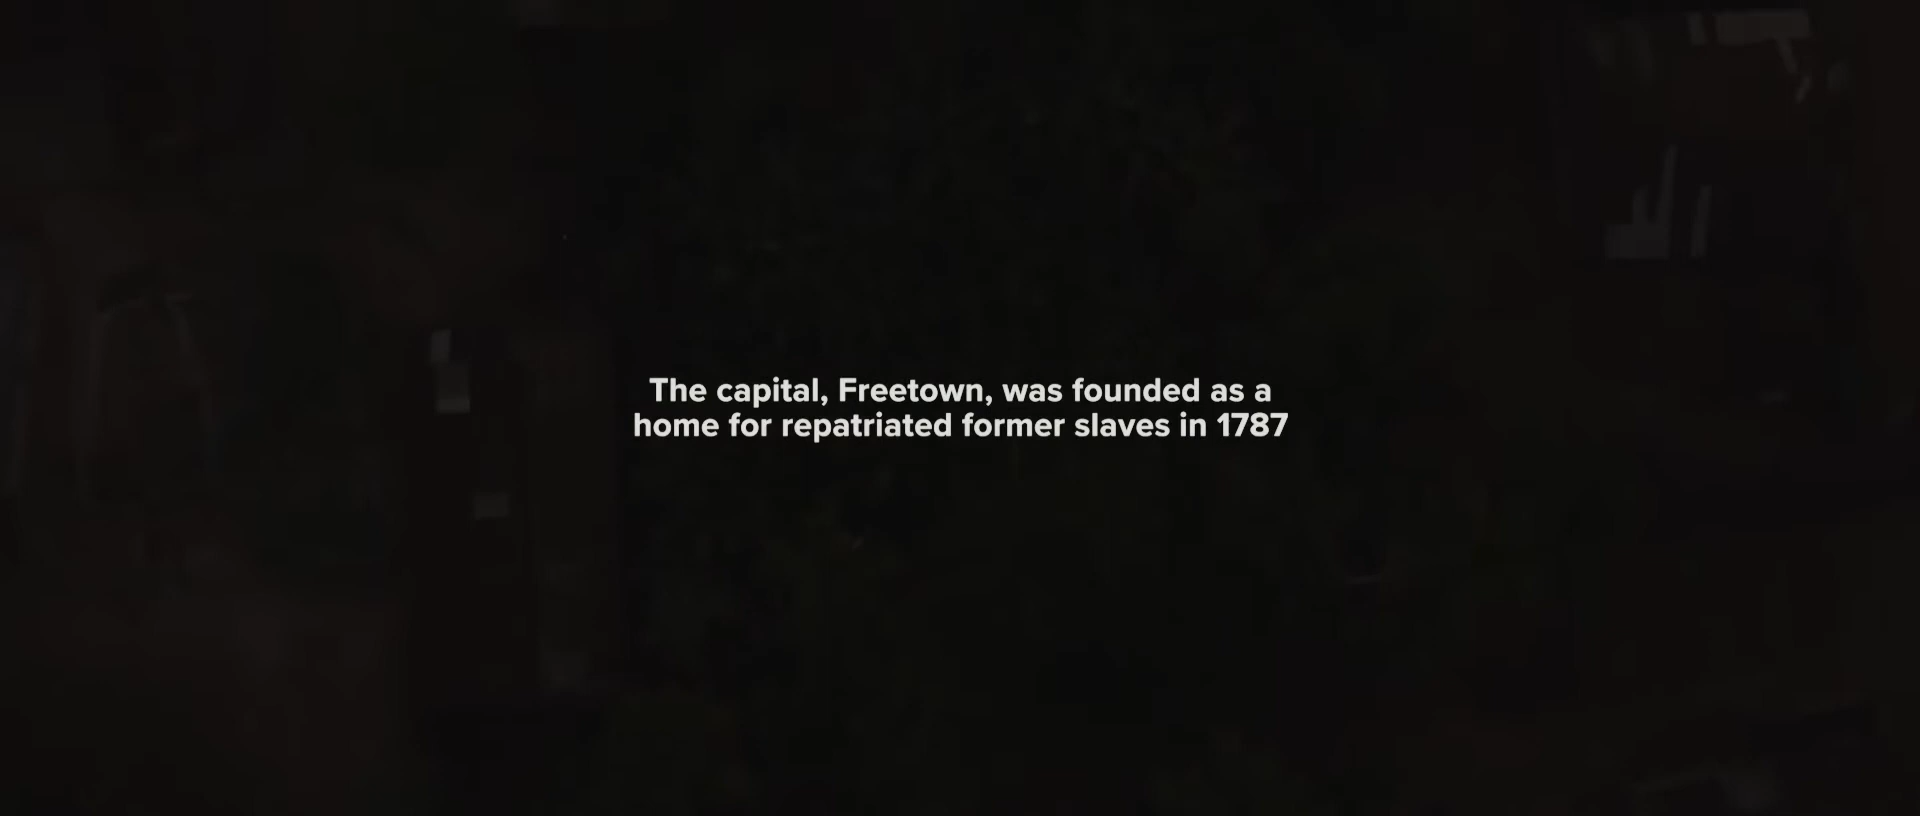 The capital, Freetown, was founded as a
home for repatriated former slaves in 1787